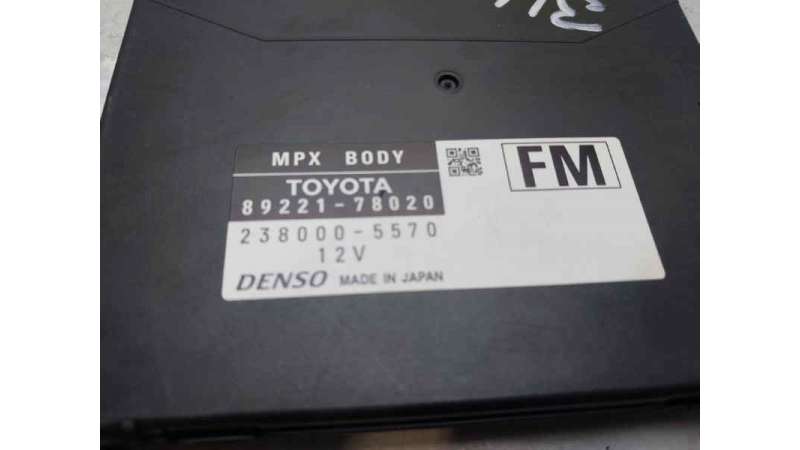 MPX BODY
TOYOTA
89221-78020
238000-5570
12V
DENSO MADE IN JAPAN
FM